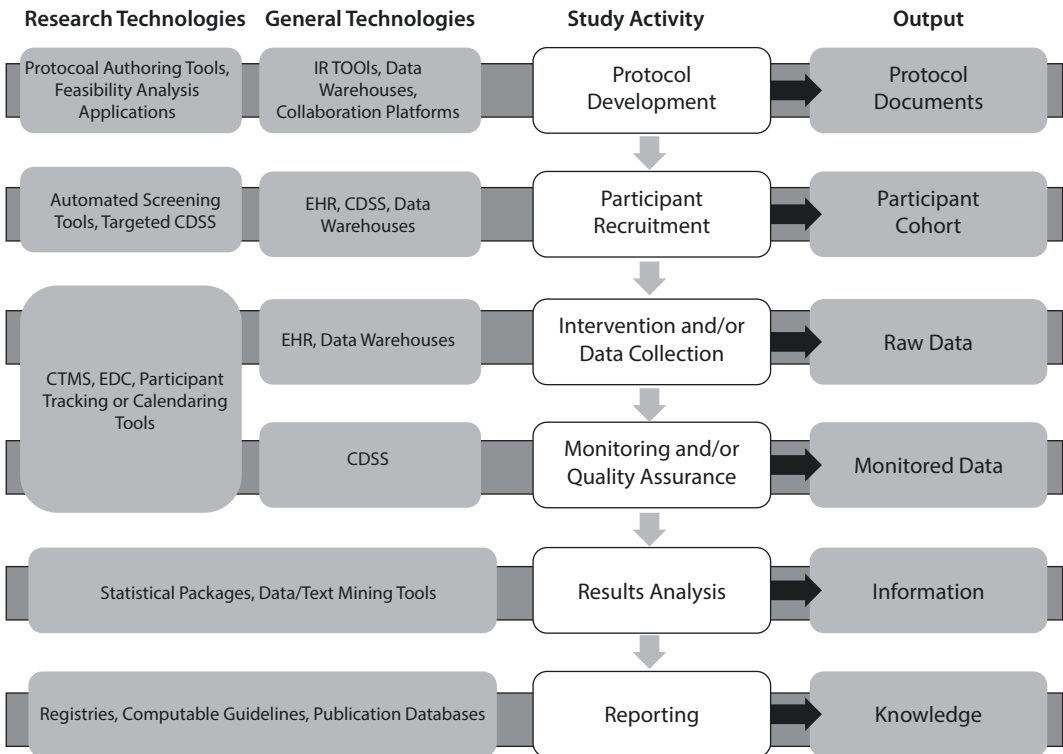 Research Technologies
General Technologies
Study Activity
Output
Protocoal Authoring Tools,
Feasibility Analysis
Applications
IR TOOls, Data
Warehouses,
Collaboration Platforms
Protocol
Development
Protocol
Documents
Automated Screening
Tools, Targeted CDSS
EHR, CDSS, Data
Warehouses
Participant
Recruitment
Participant
Cohort
CTMS, EDC, Participant
Tracking or Calendaring
Tools
EHR, Data Warehouses
Intervention and/or
Data Collection
Raw Data
CDSS
Monitoring and/or
Quality Assurance
Monitored Data
Statistical Packages, Data/Text Mining Tools
Results Analysis
Information
Registries, Computable Guidelines, Publication Databases
Reporting
Knowledge